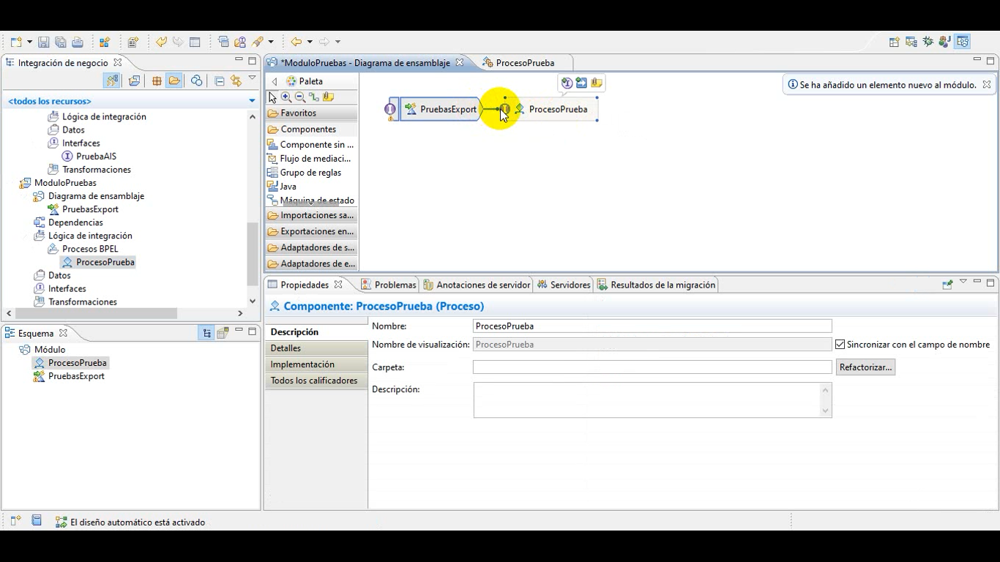 Integración de negocio
<todos los recursos>
Lógica de integración
Datos
Interfaces
PruebaAIS
Transformaciones
ModuloPruebas
Diagrama de ensamblaje
PruebasExport
Dependencias
Lógica de integración
Procesos BPEL
ProcesoPrueba
Datos
Interfaces
Transformaciones
Esquema
Módulo
ProcesoPrueba
PruebasExport
*ModuloPruebas - Diagrama de ensamblaje
ProcesoPrueba
Paleta
Favoritos
Componentes
Componente sin ...
Flujo de mediaci...
Grupo de reglas
Java
Máquina de estado
Importaciones sa...
Exportaciones en...
Adaptadores de s...
Adaptadores de e...
PruebasExport
ProcesoPrueba
Se ha añadido un elemento nuevo al módulo.
Propiedades
Problemas
Anotaciones de servidor
Servidores
Resultados de la migración
Componente: ProcesoPrueba (Proceso)
Descripción
Detalles
Implementación
Todos los calificadores
Nombre: ProcesoPrueba
Nombre de visualización: ProcesoPrueba Sincronizar con el campo de nombre
Carpeta: Refactorizar...
Descripción:
El diseño automático está activado